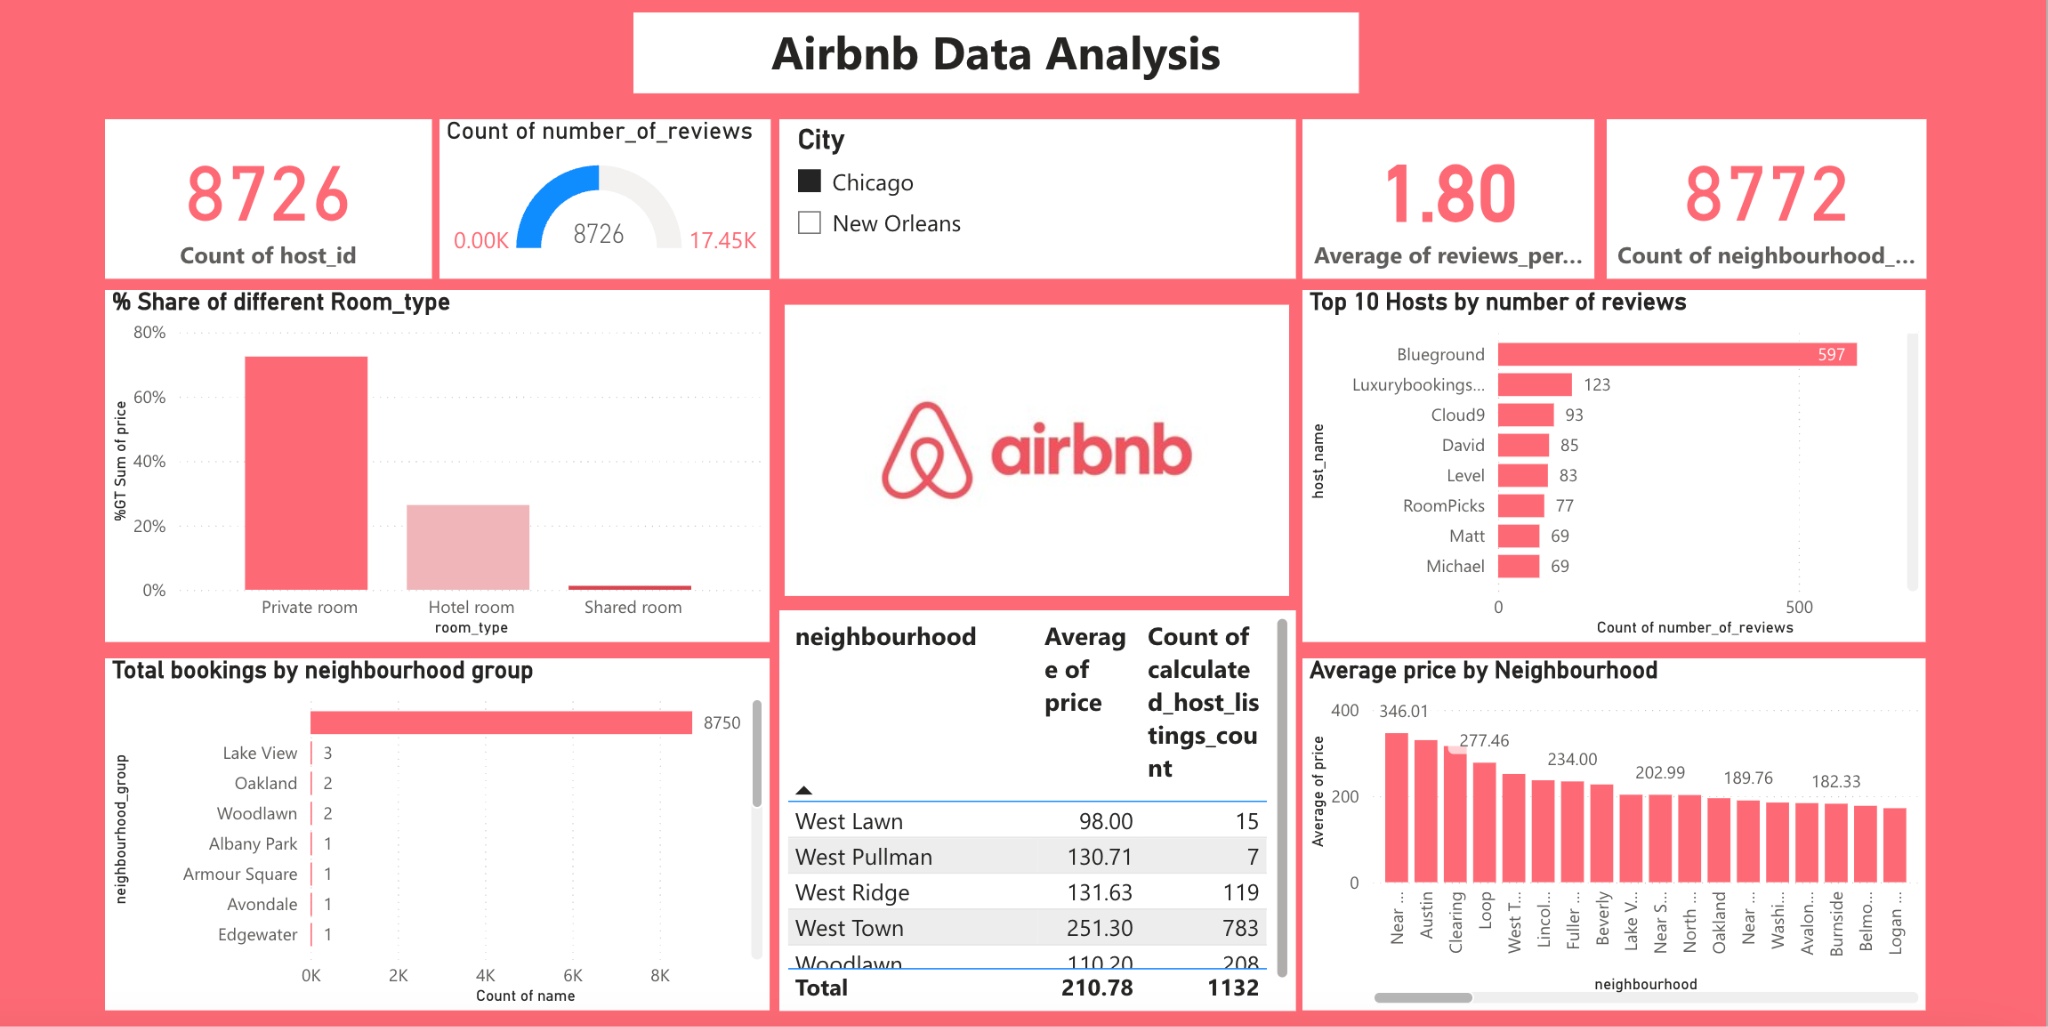 Airbnb Data Analysis
8726
Count of host_id
Count of number_of_reviews
0.00K
8726
17.45K
City
Chicago
New Orleans
1.80
Average of reviews_per...
8772
Count of neighbourhood_...
% Share of different Room_type
%GT Sum of price
80%
60%
40%
20%
0%
Private room
Hotel room
Shared room
room_type
airbnb
Top 10 Hosts by number of reviews
host_name
Blueground 597
Luxurybookings... 123
Cloud9 93
David 85
Level 83
RoomPicks 77
Matt 69
Michael 69
0 500
Count of number_of_reviews
Total bookings by neighbourhood group
neighbourhood_group
8750
Lake View 3
Oakland 2
Woodlawn 2
Albany Park 1
Armour Square 1
Avondale 1
Edgewater 1
0K 2K 4K 6K 8K
Count of name
neighbourhood
Averag
e of
price
Count of
calculate
d_host_lis
tings_cou
nt
West Lawn 98.00 15
West Pullman 130.71 7
West Ridge 131.63 119
West Town 251.30 783
Woodlawn 110.20 208
Total 210.78 1132
Average price by Neighbourhood
Average of price
400
200
0
346.01
277.46
234.00
202.99
189.76
182.33
Near ...
Austin
Clearing
Loop
West T...
Lincol...
Fuller ...
Beverly
Lake V...
Near S...
North ...
Oakland
Near ...
Washi...
Avalon...
Burnside
Belmo...
Logan ...
neighbourhood